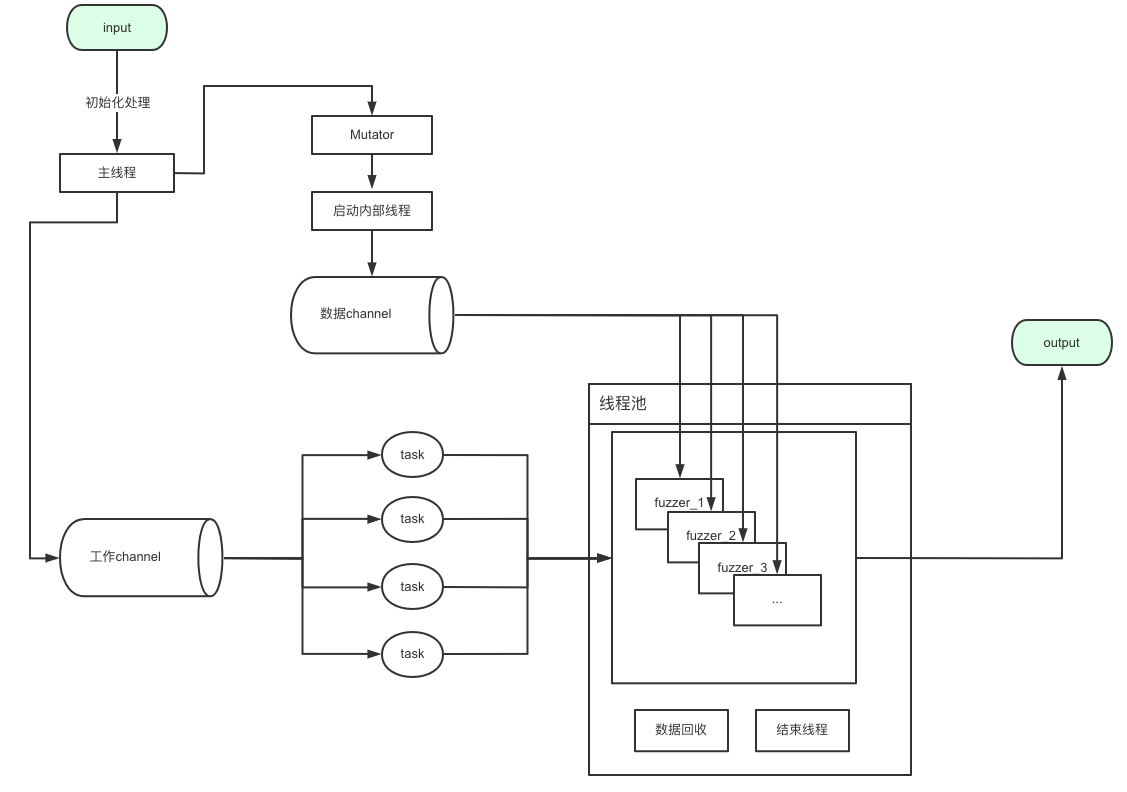 input
初始化处理
主线程
Mutator
启动内部线程
数据channel
output
线程池
task
task
task
task
工作channel
fuzzer_1
fuzzer_2
fuzzer_3
...
数据回收
结束线程